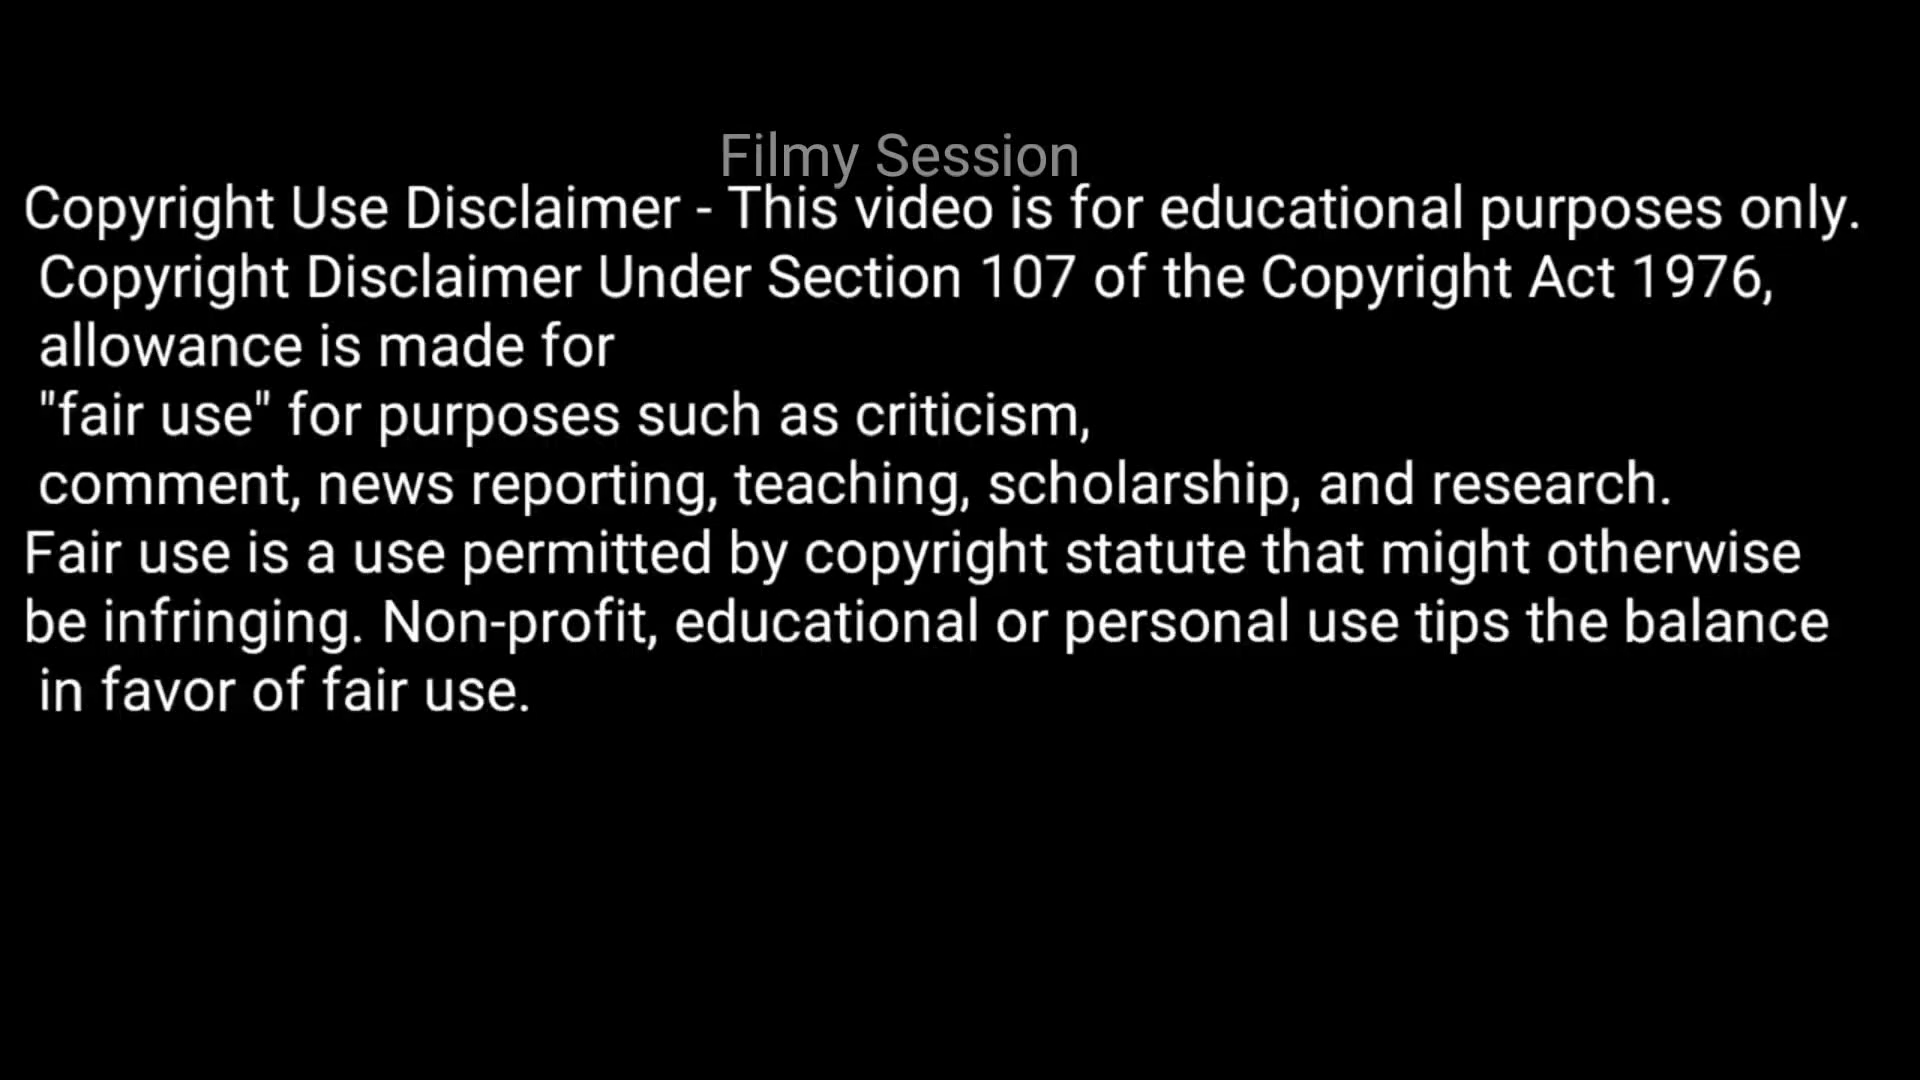 Filmy Session
Copyright Use Disclaimer - This video is for educational purposes only.
Copyright Disclaimer Under Section 107 of the Copyright Act 1976,
allowance is made for
"fair use" for purposes such as criticism,
comment, news reporting, teaching, scholarship, and research.
Fair use is a use permitted by copyright statute that might otherwise
be infringing. Non-profit, educational or personal use tips the balance
in favor of fair use.